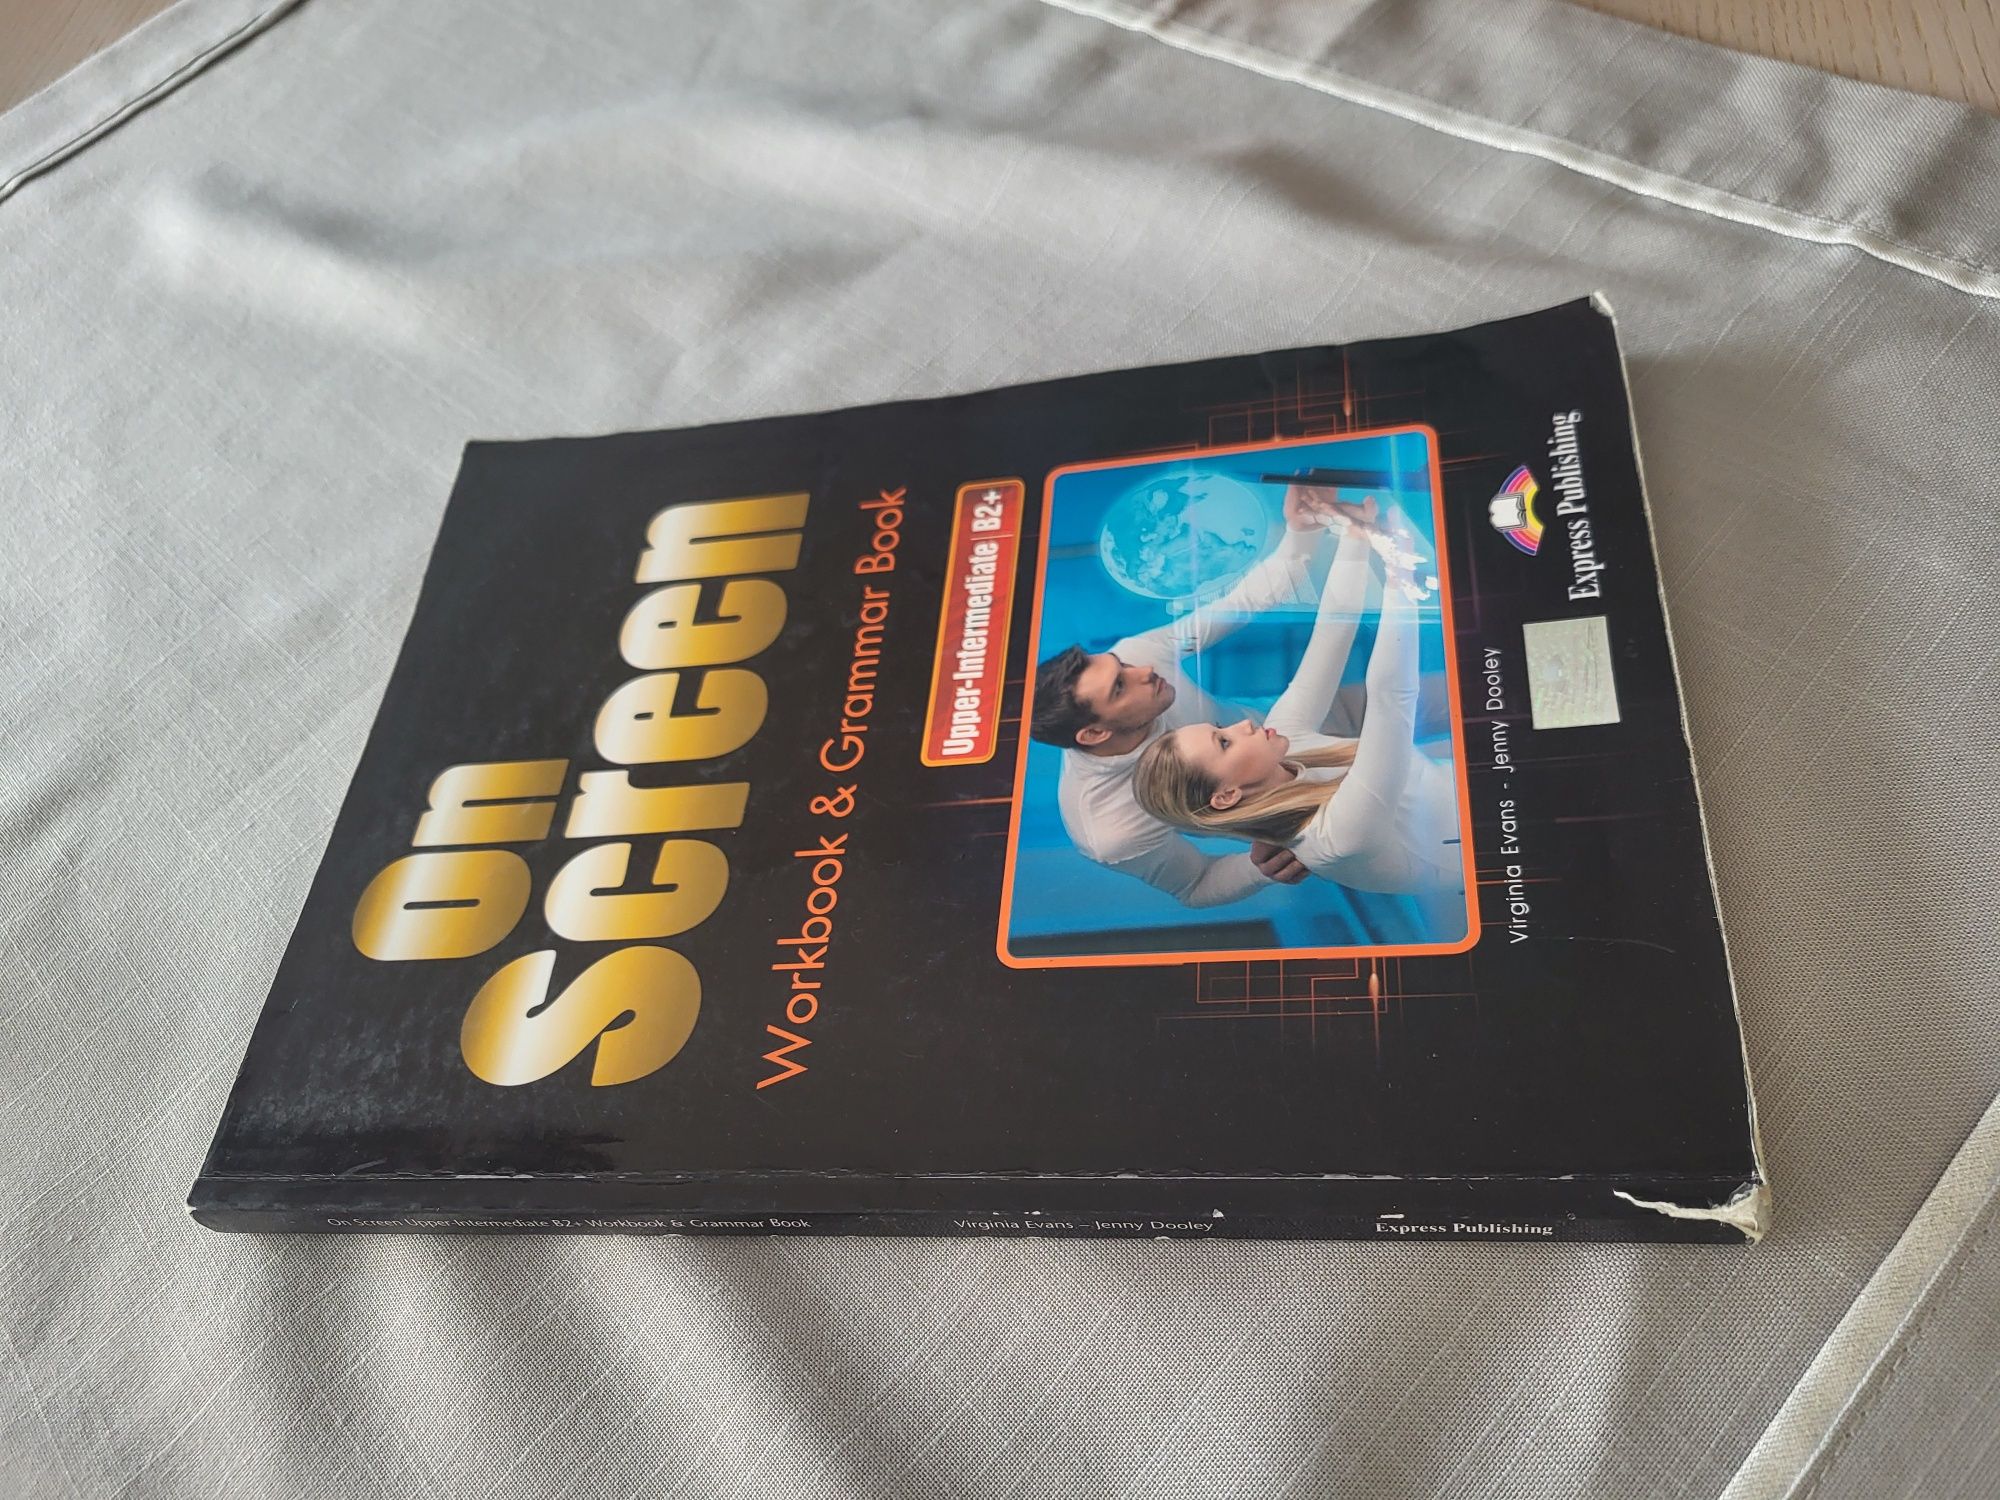 on
screen
Workbook & Grammar Book
Upper-Intermediate B2+
Virginia Evans - Jenny Dooley
Express Publishing
On Screen Upper-Intermediate B2+ Workbook & Grammar Book Virginia Evans – Jenny Dooley Express Publishing